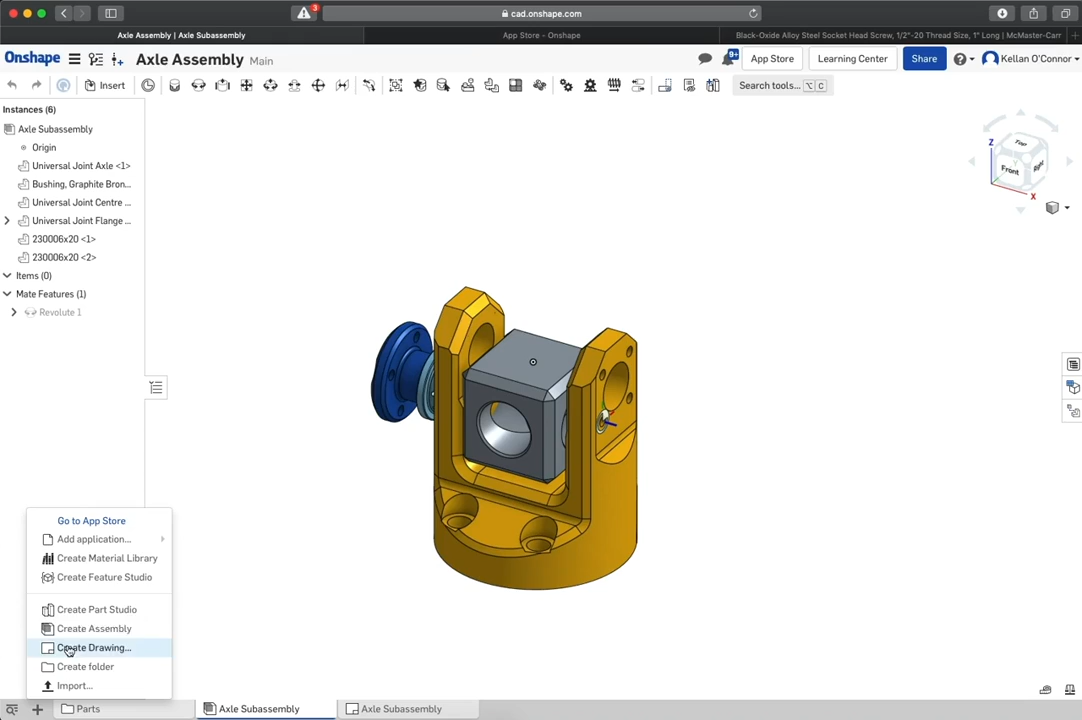 3
cad.onshape.com
Axle Assembly | Axle Subassembly
App Store - Onshape
Black-Oxide Alloy Steel Socket Head Screw, 1/2"-20 Thread Size, 1" Long | McMaster-Carr
Onshape
Axle Assembly Main
9+
App Store
Learning Center
Share
Kellan O'Connor
Insert
Search tools... ⌥ C
Instances (6)
Axle Subassembly
Origin
Universal Joint Axle <1>
Bushing, Graphite Bron...
Universal Joint Centre ...
Universal Joint Flange ...
230006x20 <1>
230006x20 <2>
Items (0)
Mate Features (1)
Revolute 1
Z
Top
Front
Right
X
Go to App Store
Add application...
Create Material Library
Create Feature Studio
Create Part Studio
Create Assembly
Create Drawing...
Create folder
Import...
Parts
Axle Subassembly
Axle Subassembly